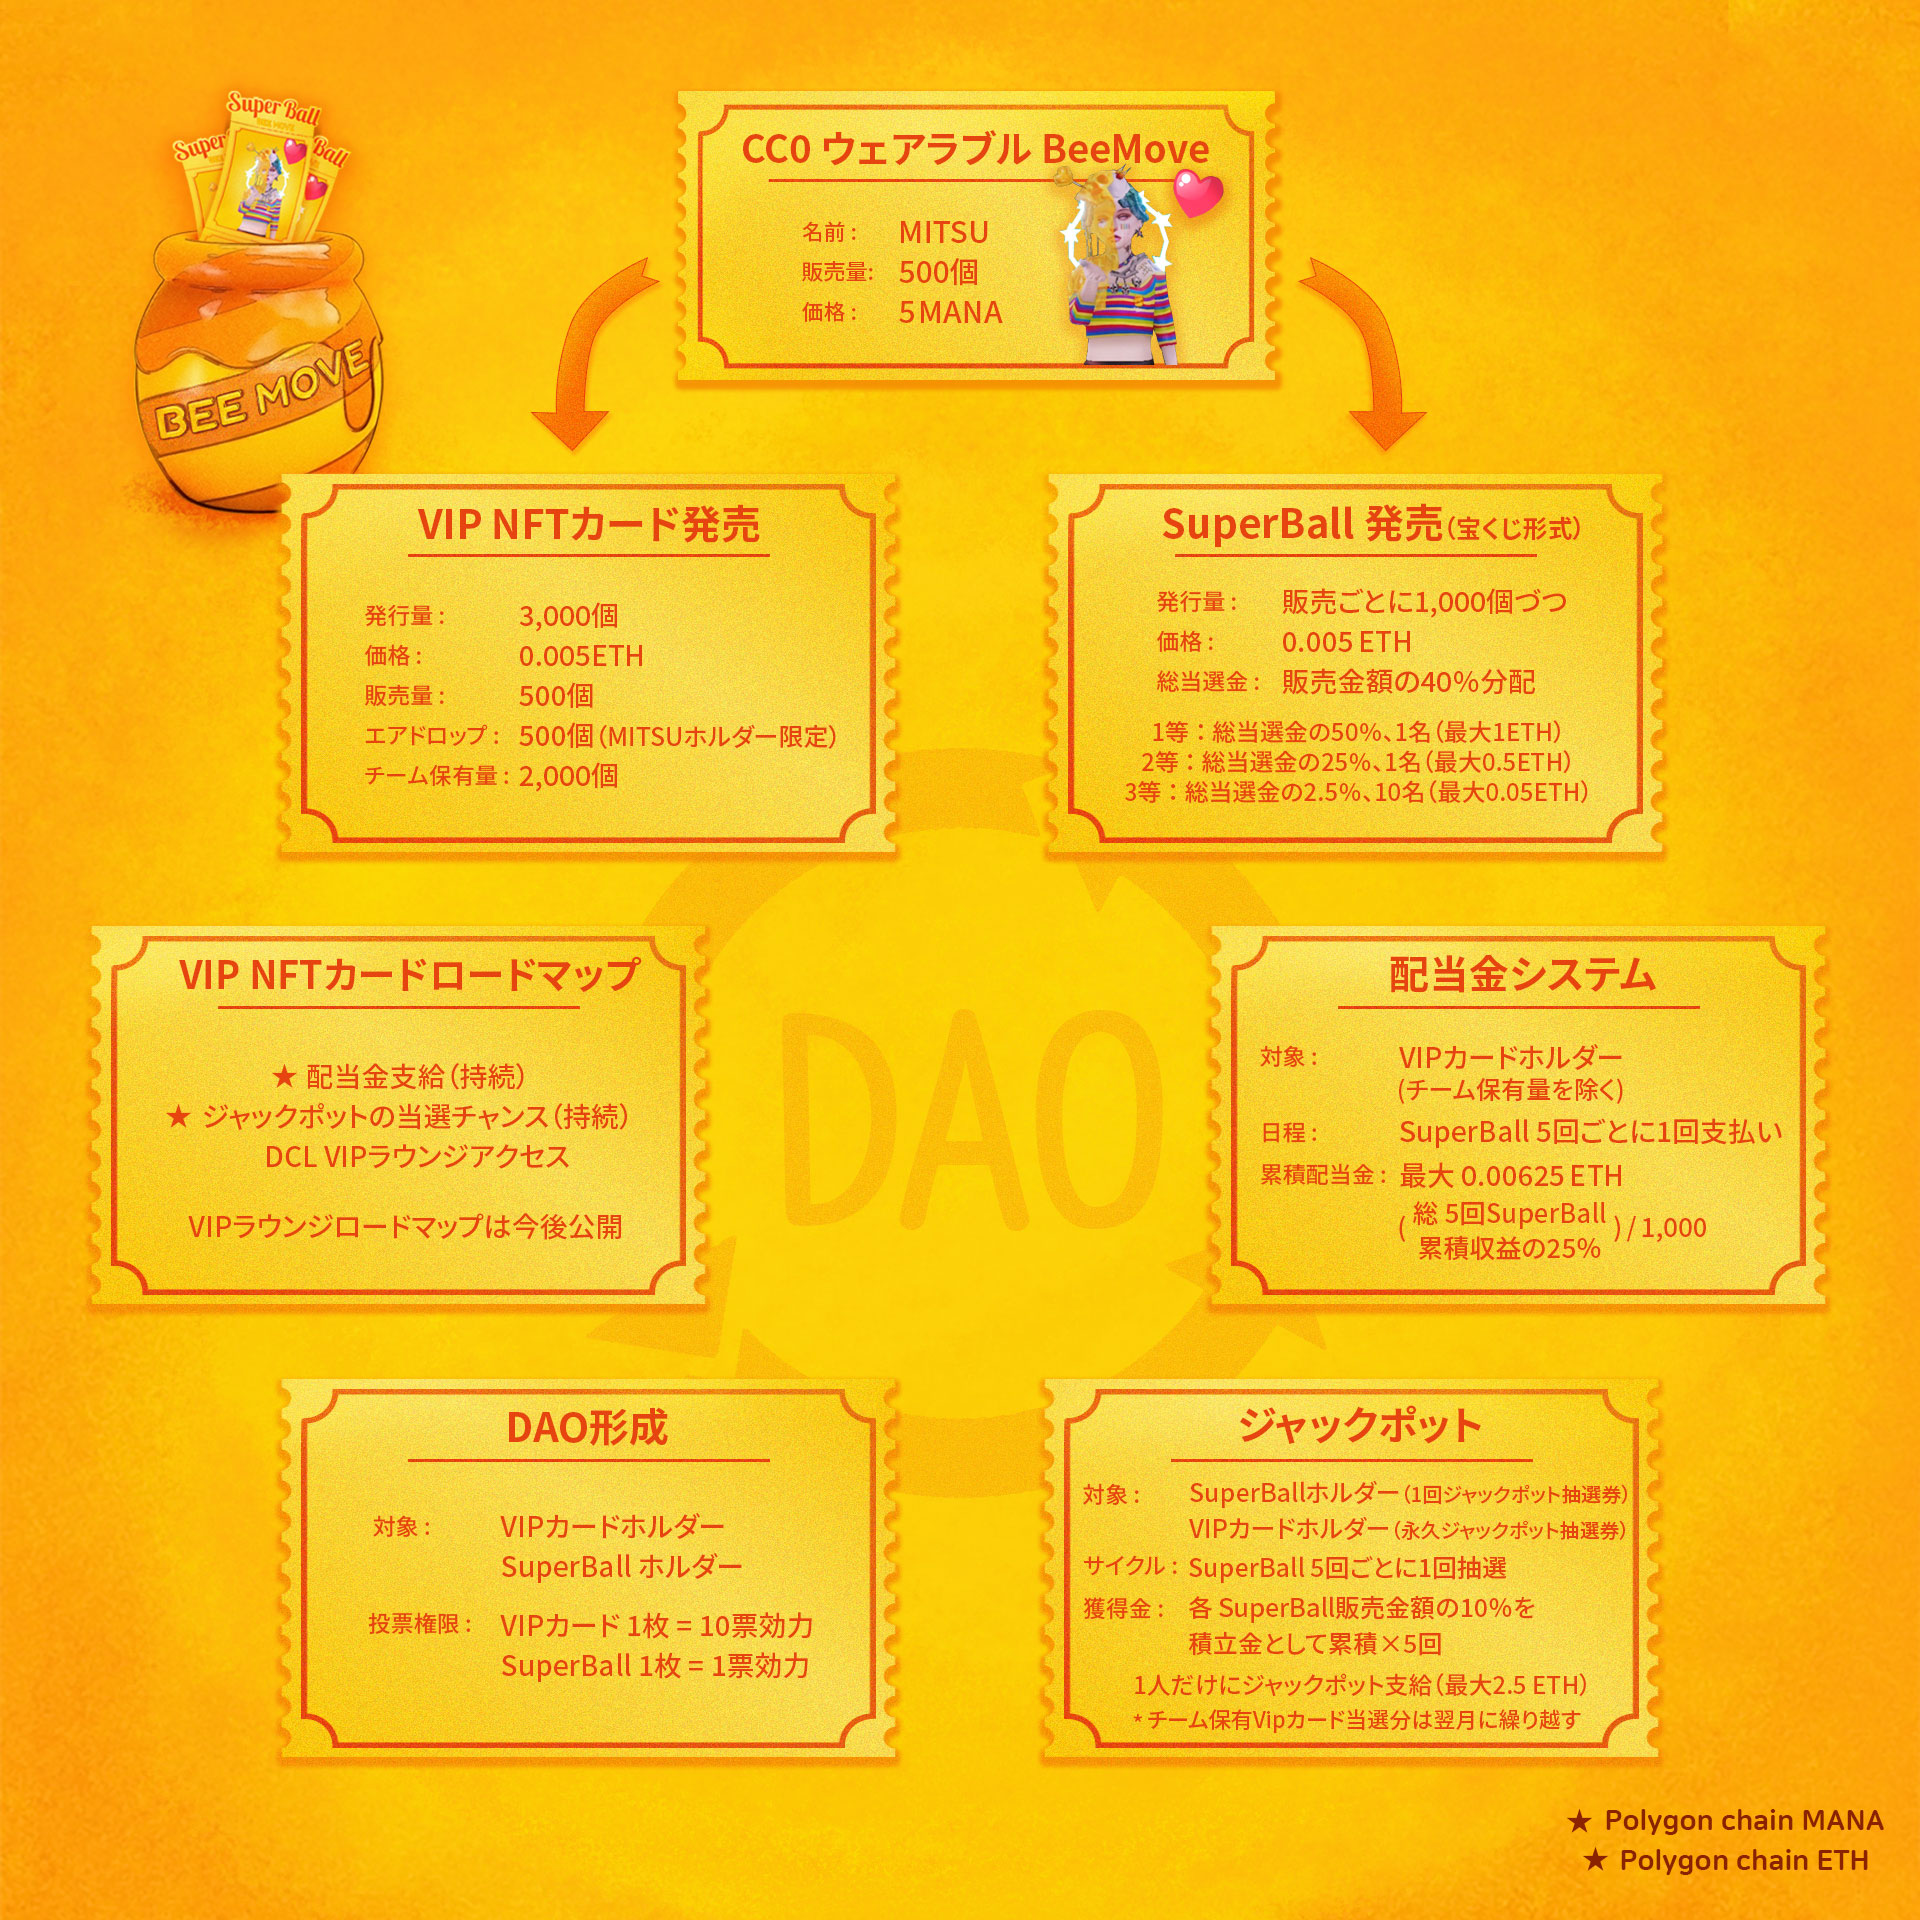 Super Ball
Super
Ball
BEE MOVE
BEE MOVE
CC0 ウェアラブル BeeMove
名前 : MITSU
販売量: 500個
価格 : 5 MANA
VIP NFTカード発売
発行量 : 3,000個
価格 : 0.005ETH
販売量 : 500個
エアドロップ : 500個 (MITSUホルダー限定)
チーム保有量 : 2,000個
SuperBall 発売 (宝くじ形式)
発行量 : 販売ごとに1,000個づつ
価格 : 0.005 ETH
総当選金 : 販売金額の40%分配
1等：総当選金の50%、1名（最大1ETH）
2等：総当選金の25%、1名（最大0.5ETH）
3等：総当選金の2.5%、10名（最大0.05ETH）
VIP NFTカードロードマップ
★ 配当金支給（持続）
★ ジャックポットの当選チャンス（持続）
DCL VIPラウンジアクセス
VIPラウンジロードマップは今後公開
DAO
配当金システム
対象 : VIPカードホルダー
(チーム保有量を除く)
日程 : SuperBall 5回ごとに1回支払い
累積配当金 : 最大 0.00625 ETH
( 総 5回SuperBall
累積収益の25% ) / 1,000
DAO形成
対象 : VIPカードホルダー
SuperBall ホルダー
投票権限 : VIPカード 1枚 = 10票効力
SuperBall 1枚 = 1票効力
ジャックポット
対象 : SuperBallホルダー（1回ジャックポット抽選券）
VIPカードホルダー（永久ジャックポット抽選券）
サイクル : SuperBall 5回ごとに1回抽選
獲得金 : 各 SuperBall販売金額の10%を
積立金として累積×5回
1人だけにジャックポット支給（最大2.5 ETH）
* チーム保有Vipカード当選分は翌月に繰り越す
★ Polygon chain MANA
★ Polygon chain ETH